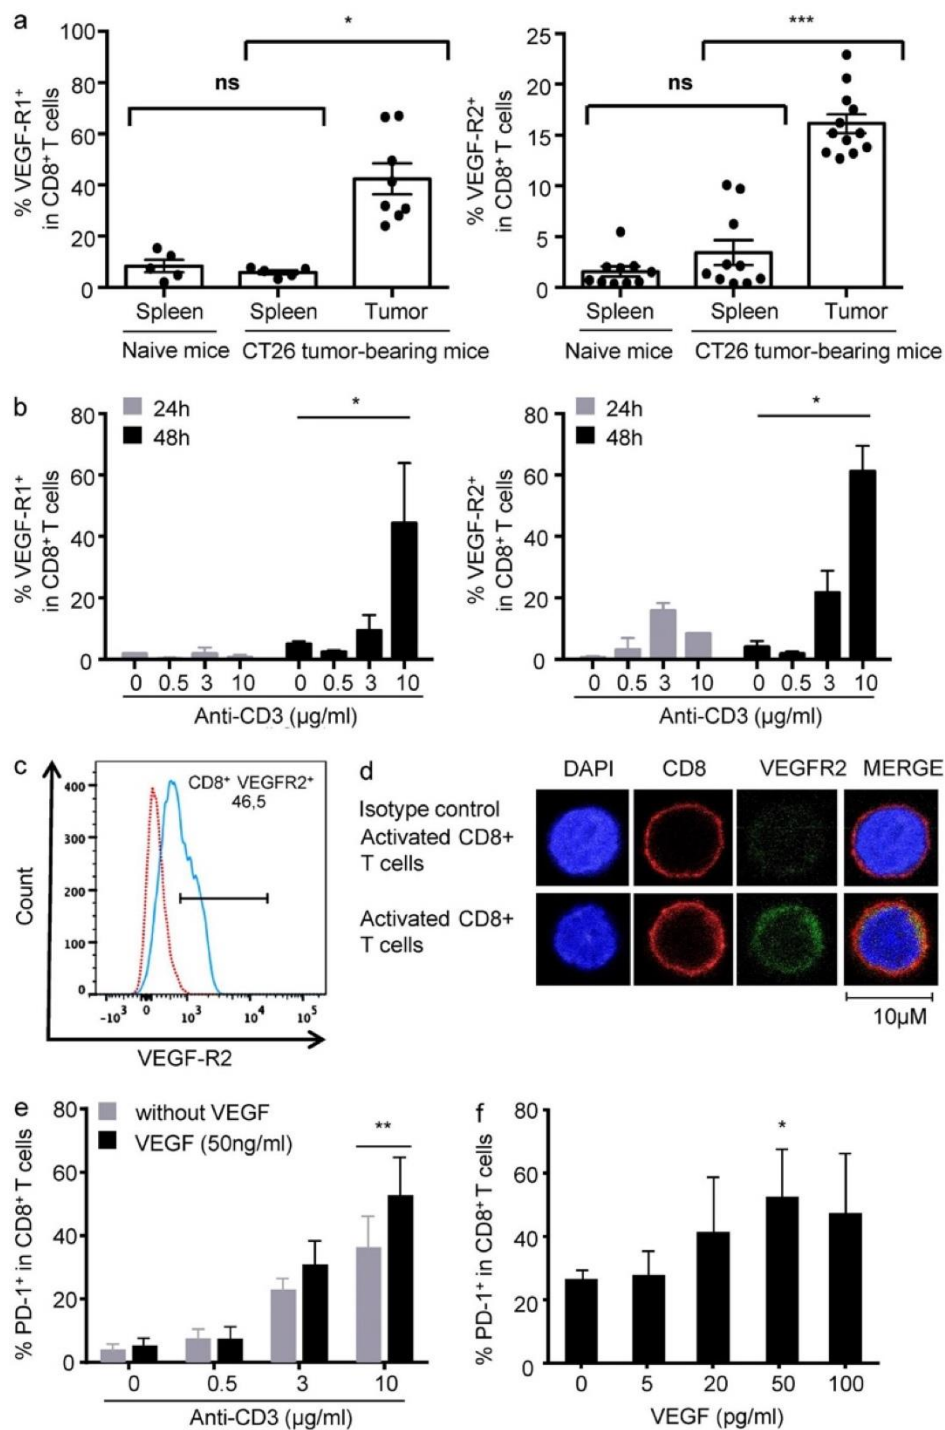 a
% VEGF-R1⁺
in CD8⁺ T cells
100
80
60
40
20
0
ns
*
Spleen Spleen Tumor
Naive mice CT26 tumor-bearing mice
% VEGF-R2⁺
in CD8⁺ T cells
25
20
15
10
5
0
ns
***
Spleen Spleen Tumor
Naive mice CT26 tumor-bearing mice
b
% VEGF-R1⁺
in CD8⁺ T cells
80
60
40
20
0
24h
48h
*
0 0.5 3 10 0 0.5 3 10
Anti-CD3 (µg/ml)
% VEGF-R2⁺
in CD8⁺ T cells
80
60
40
20
0
24h
48h
*
0 0.5 3 10 0 0.5 3 10
Anti-CD3 (µg/ml)
c
Count
400
300
200
100
0
CD8⁺ VEGFR2⁺
46,5
-10³ 0 10³ 10⁴ 10⁵
VEGF-R2
d
DAPI CD8 VEGFR2 MERGE
Isotype control
Activated CD8+
T cells
Activated CD8+
T cells
10µM
e
% PD-1⁺ in CD8⁺ T cells
80
60
40
20
0
without VEGF
VEGF (50ng/ml)
**
0 0.5 3 10
Anti-CD3 (µg/ml)
f
% PD-1⁺ in CD8⁺ T cells
80
60
40
20
0
*
0 5 20 50 100
VEGF (pg/ml)